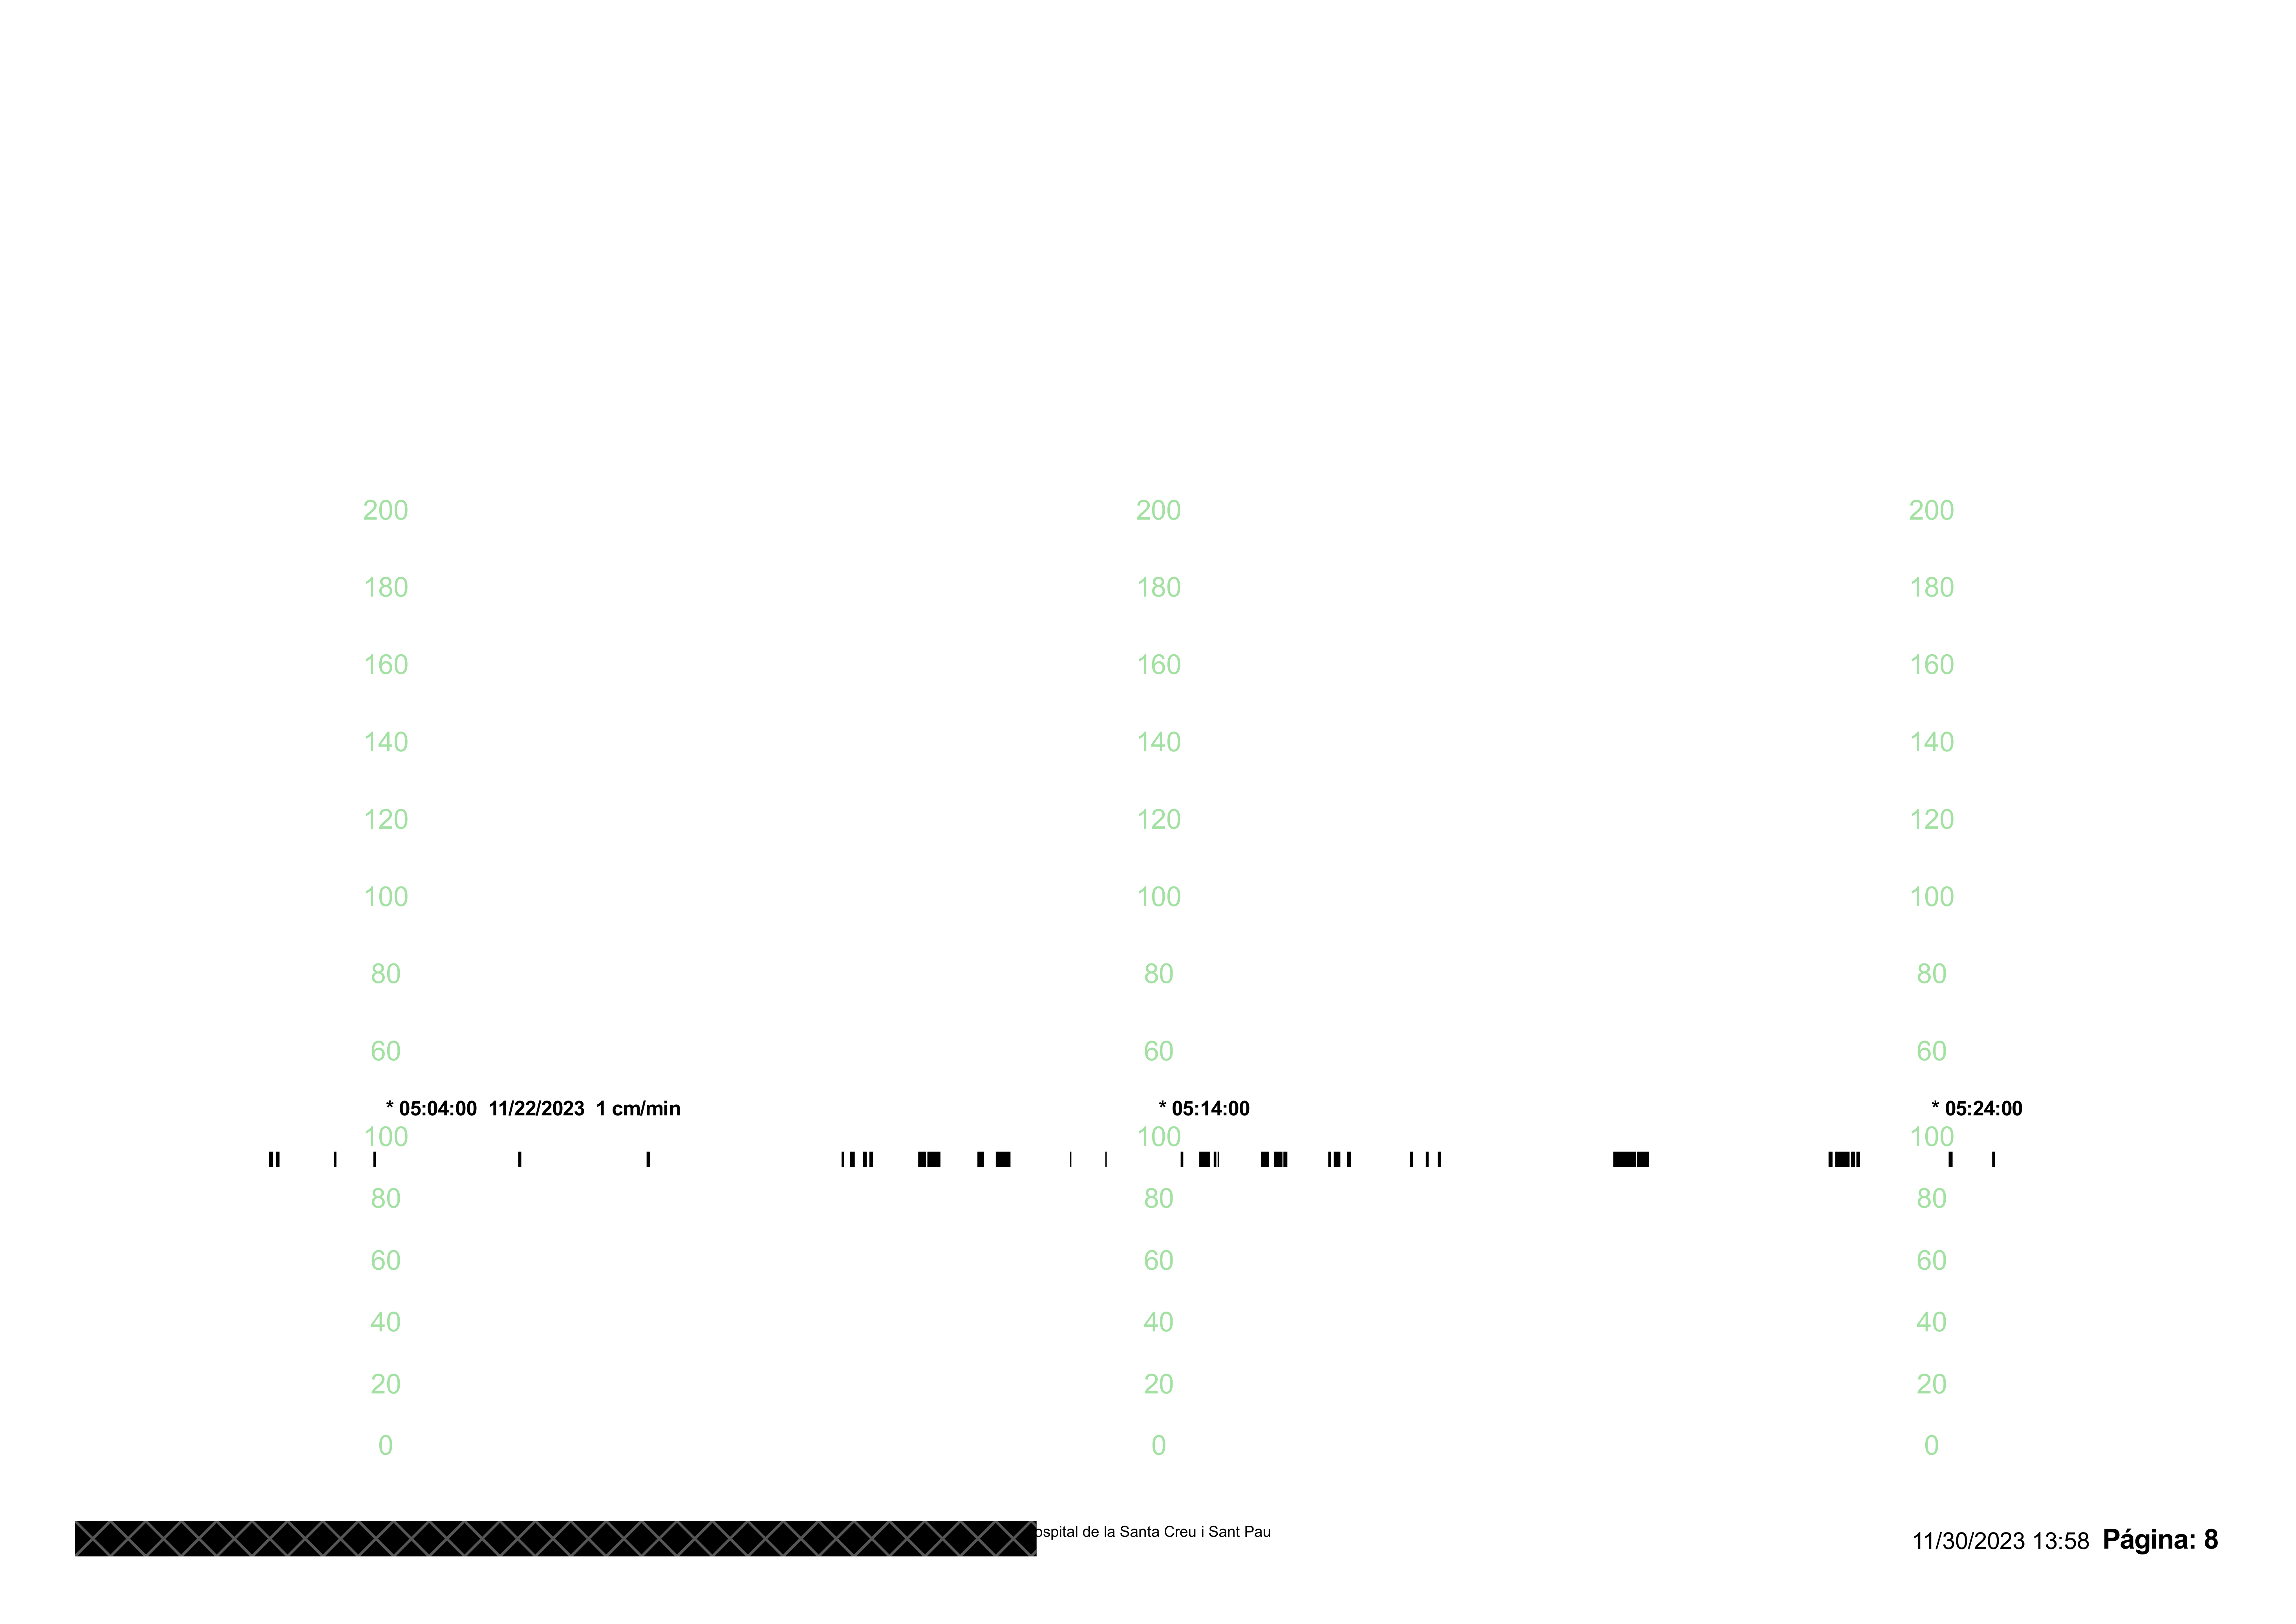 200 200 200
180 180 180
160 160 160
140 140 140
120 120 120
100 100 100
80 80 80
60 60 60
* 05:04:00 11/22/2023 1 cm/min * 05:14:00 * 05:24:00
100 100 100
80 80 80
60 60 60
40 40 40
20 20 20
0 0 0
ospital de la Santa Creu i Sant Pau
11/30/2023 13:58 Página: 8